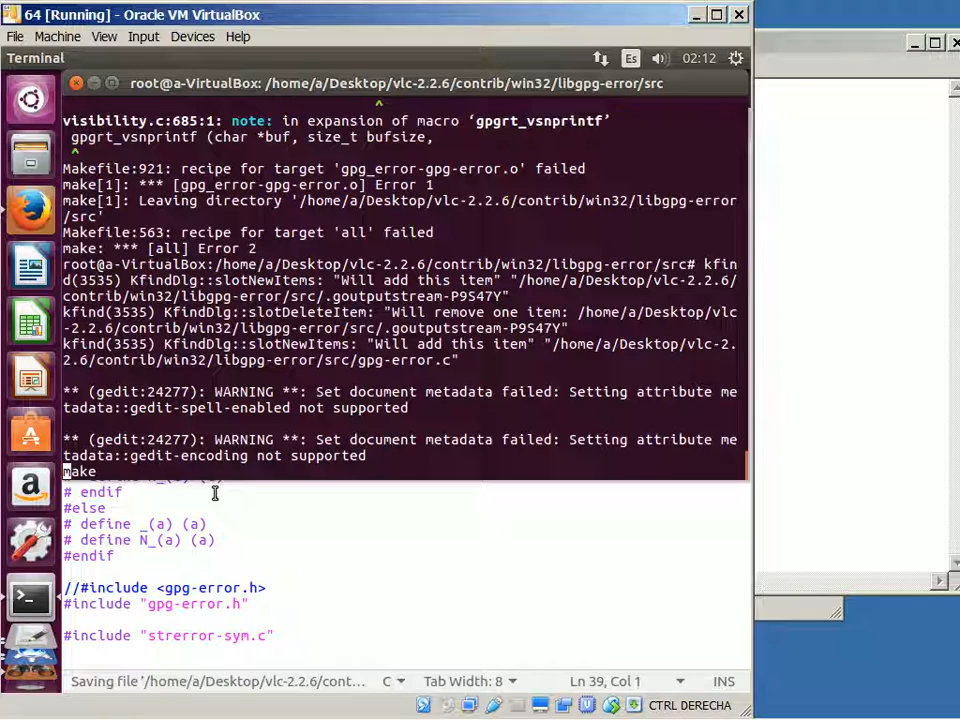 64 [Running] - Oracle VM VirtualBox
File Machine View Input Devices Help
Terminal
Es
02:12
root@a-VirtualBox: /home/a/Desktop/vlc-2.2.6/contrib/win32/libgpg-error/src
^
visibility.c:685:1: note: in expansion of macro ‘gpgrt_vsnprintf’
gpgrt_vsnprintf (char *buf, size_t bufsize,
^
Makefile:921: recipe for target 'gpg_error-gpg-error.o' failed
make[1]: *** [gpg_error-gpg-error.o] Error 1
make[1]: Leaving directory '/home/a/Desktop/vlc-2.2.6/contrib/win32/libgpg-error
/src'
Makefile:563: recipe for target 'all' failed
make: *** [all] Error 2
root@a-VirtualBox:/home/a/Desktop/vlc-2.2.6/contrib/win32/libgpg-error/src# kfin
d(3535) KfindDlg::slotNewItems: "Will add this item" "/home/a/Desktop/vlc-2.2.6/
contrib/win32/libgpg-error/src/.goutputstream-P9S47Y"
kfind(3535) KfindDlg::slotDeleteItem: "Will remove one item: /home/a/Desktop/vlc
-2.2.6/contrib/win32/libgpg-error/src/.goutputstream-P9S47Y"
kfind(3535) KfindDlg::slotNewItems: "Will add this item" "/home/a/Desktop/vlc-2.
2.6/contrib/win32/libgpg-error/src/gpg-error.c"
** (gedit:24277): WARNING **: Set document metadata failed: Setting attribute me
tadata::gedit-spell-enabled not supported
** (gedit:24277): WARNING **: Set document metadata failed: Setting attribute me
tadata::gedit-encoding not supported
make
# endif
#else
# define _(a) (a)
# define N_(a) (a)
#endif
//#include <gpg-error.h>
#include "gpg-error.h"
#include "strerror-sym.c"
Saving file '/home/a/Desktop/vlc-2.2.6/cont... C Tab Width: 8 Ln 39, Col 1 INS
CTRL DERECHA